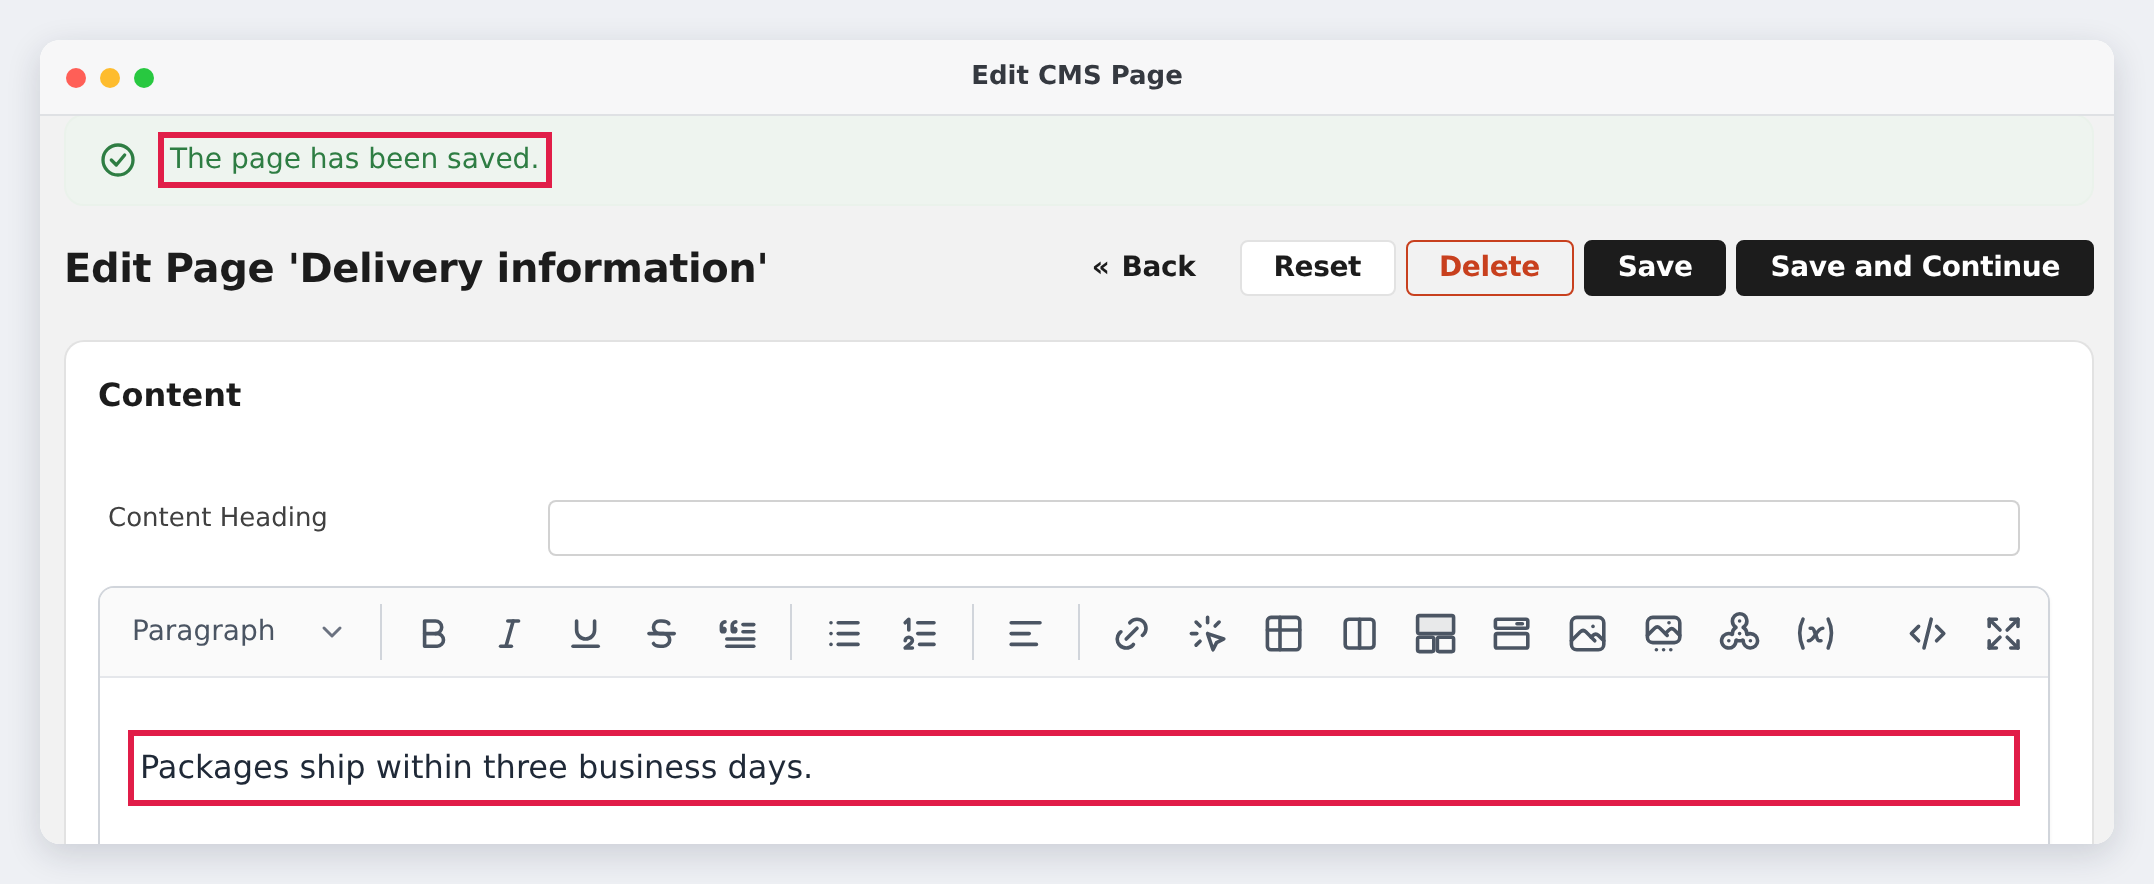 Edit CMS Page
The page has been saved.
Edit Page 'Delivery information'
« Back
Reset
Delete
Save
Save and Continue
Content
Content Heading
Paragraph
Packages ship within three business days.